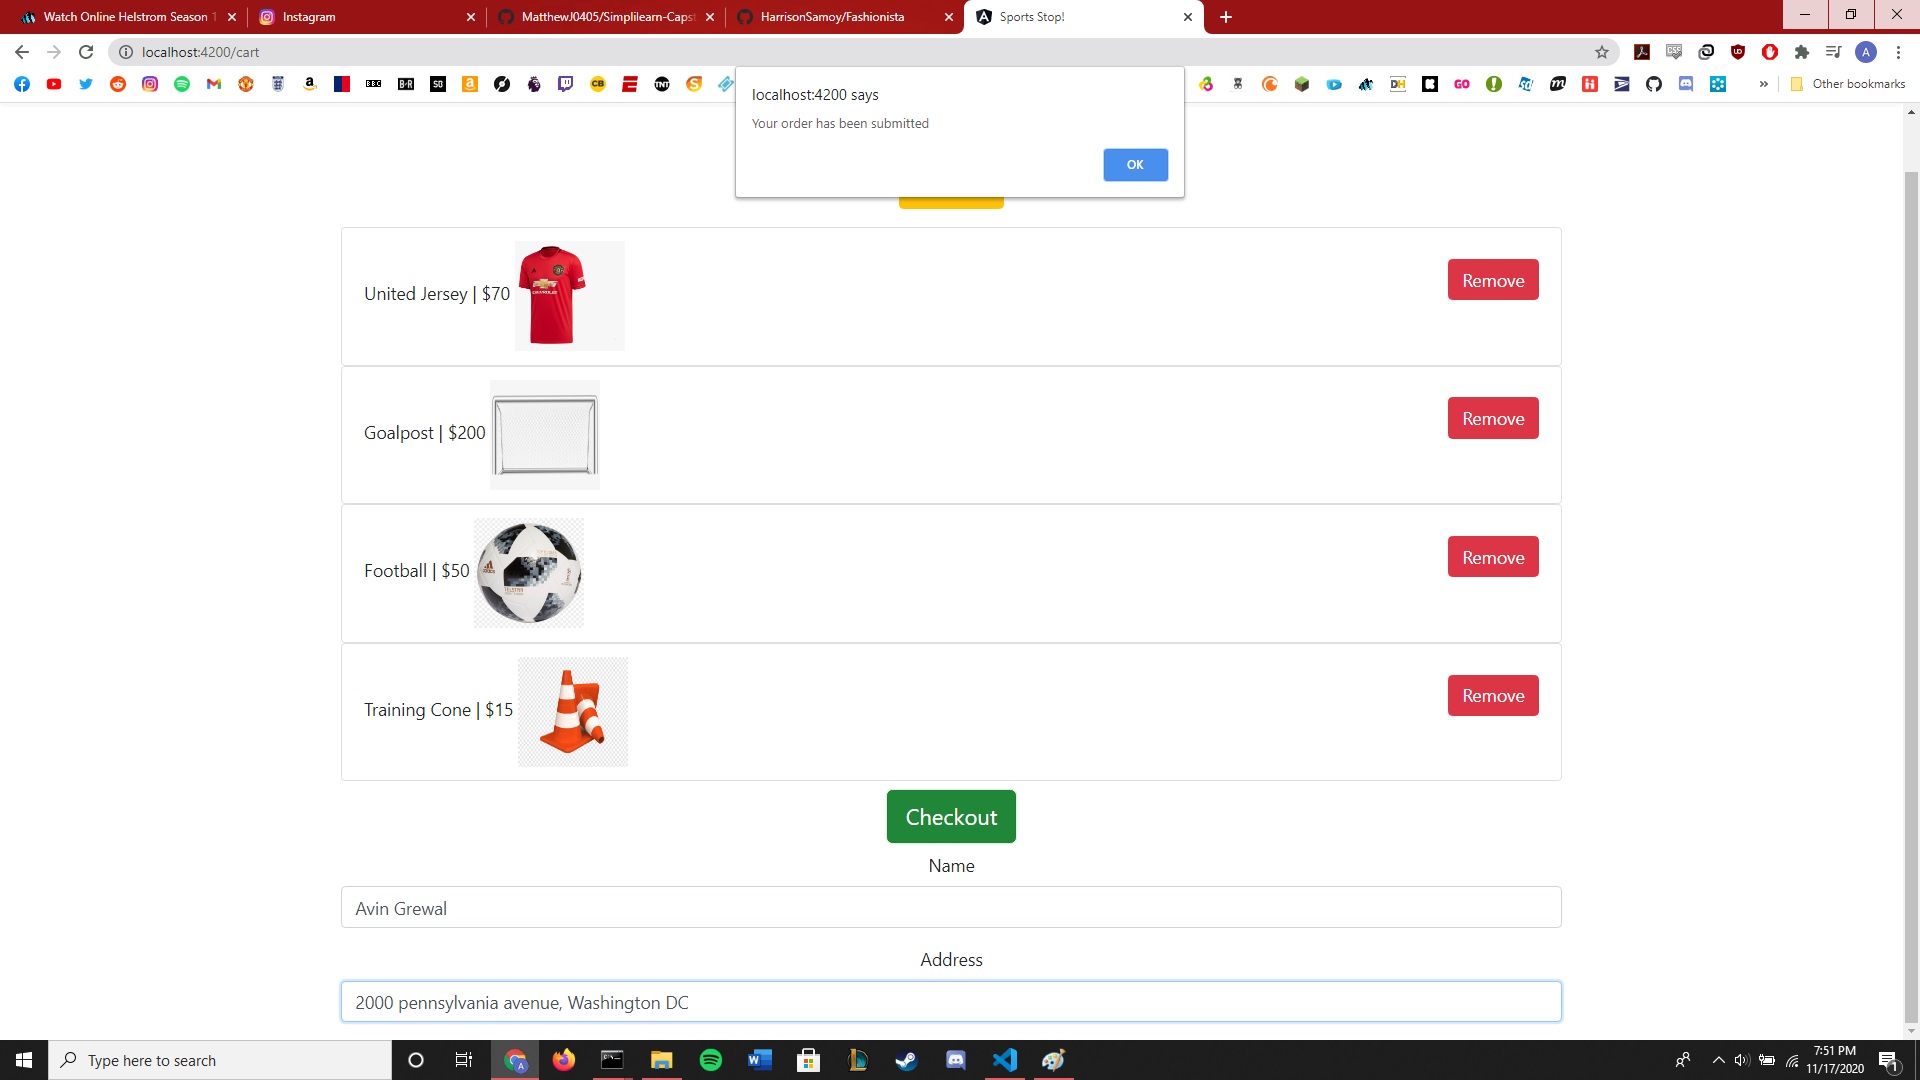 Watch Online Helstrom Season 1
Instagram
MatthewJ0405/Simplilearn-Capst
HarrisonSamoy/Fashionista
Sports Stop!
localhost:4200/cart
A
Other bookmarks
localhost:4200 says
Your order has been submitted
OK
United Jersey | $70
Remove
Goalpost | $200
Remove
Football | $50
Remove
Training Cone | $15
Remove
Checkout
Name
Avin Grewal
Address
2000 pennsylvania avenue, Washington DC
Type here to search
7:51 PM
11/17/2020
1